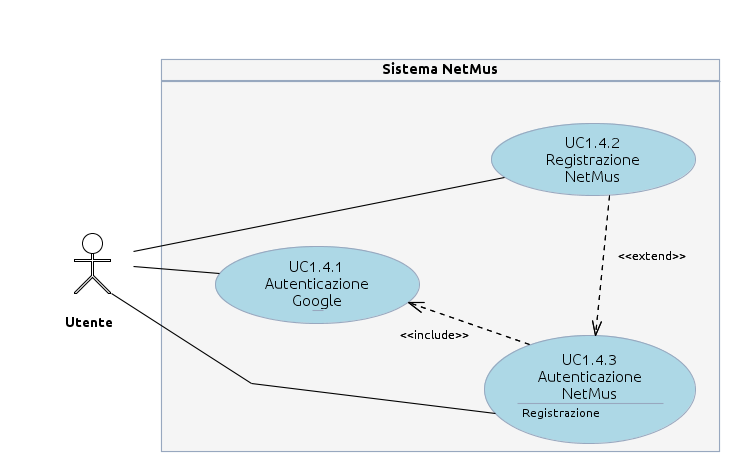 Sistema NetMus
UC1.4.2
Registrazione
NetMus
<<extend>>
UC1.4.1
Autenticazione
Google
Utente
<<include>>
UC1.4.3
Autenticazione
NetMus
Registrazione